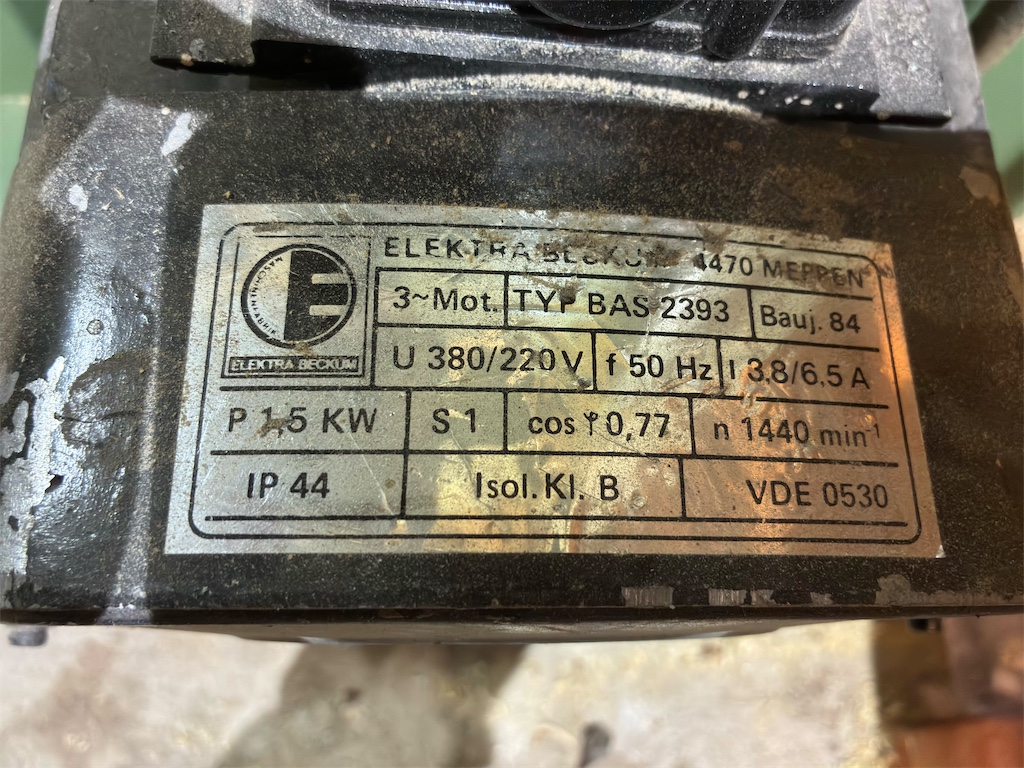 ELEKTRA BECKUM 4470 MEPPEN
3~Mot. TYP BAS 2393 Bauj. 84
U 380/220 V f 50 Hz I 3,8/6,5 A
ELEKTRA BECKUM
P 1,5 KW S 1 cos φ 0,77 n 1440 min⁻¹
IP 44 Isol. Kl. B VDE 0530